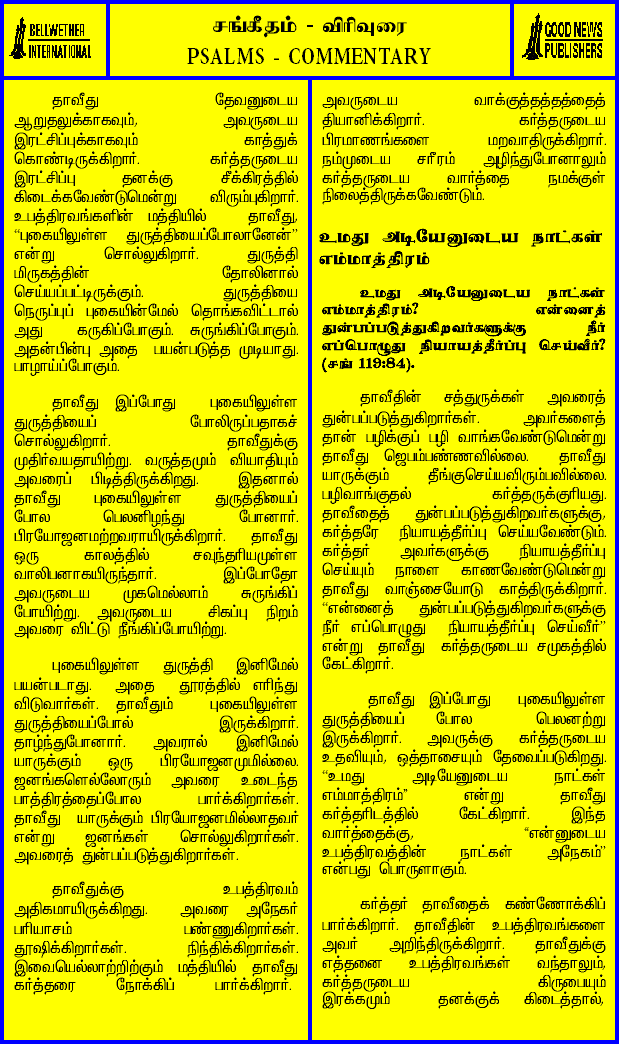 BELLWETHER
INTERNATIONAL
சங்கீதம் - விரிவுரை
PSALMS - COMMENTARY
GOOD NEWS
PUBLISHERS
தாவீது தேவனுடைய
ஆறுதலுக்காகவும், அவருடைய
இரட்சிப்புக்காகவும் காத்துக்
கொண்டிருக்கிறார். கர்த்தருடைய
இரட்சிப்பு தனக்கு சீக்கிரத்தில்
கிடைக்கவேண்டுமென்று விரும்புகிறார்.
உபத்திரவங்களின் மத்தியில் தாவீது,
“புகையிலுள்ள துருத்தியைப்போலானேன்”
என்று சொல்லுகிறார். துருத்தி
மிருகத்தின் தோலினால்
செய்யப்பட்டிருக்கும். துருத்தியை
நெருப்புப் புகையின்மேல் தொங்கவிட்டால்
அது கருகிப்போகும். சுருங்கிப்போகும்.
அதன்பின்பு அதை பயன்படுத்த முடியாது.
பாழாய்ப்போகும்.
தாவீது இப்போது புகையிலுள்ள
துருத்தியைப் போலிருப்பதாகச்
சொல்லுகிறார். தாவீதுக்கு
முதிர்வயதாயிற்று. வருத்தமும் வியாதியும்
அவரைப் பிடித்திருக்கிறது. இதனால்
தாவீது புகையிலுள்ள துருத்தியைப்
போல பெலனிழந்து போனார்.
பிரயோஜனமற்றவராயிருக்கிறார். தாவீது
ஒரு காலத்தில் சவுந்தரியமுள்ள
வாலிபனாகயிருந்தார். இப்போதோ
அவருடைய முகமெல்லாம் சுருங்கிப்
போயிற்று. அவருடைய சிகப்பு நிறம்
அவரை விட்டு நீங்கிப்போயிற்று.
புகையிலுள்ள துருத்தி இனிமேல்
பயன்படாது. அதை தூரத்தில் எரிந்து
விடுவார்கள். தாவீதும் புகையிலுள்ள
துருத்தியைப்போல் இருக்கிறார்.
தாழ்ந்துபோனார். அவரால் இனிமேல்
யாருக்கும் ஒரு பிரயோஜனமுமில்லை.
ஜனங்களெல்லோரும் அவரை உடைந்த
பாத்திரத்தைப்போல பார்க்கிறார்கள்.
தாவீது யாருக்கும் பிரயோஜனமில்லாதவர்
என்று ஜனங்கள் சொல்லுகிறார்கள்.
அவரைத் துன்பப்படுத்துகிறார்கள்.
தாவீதுக்கு உபத்திரவம்
அதிகமாயிருக்கிறது. அவரை அநேகர்
பரியாசம் பண்ணுகிறார்கள்.
தூஷிக்கிறார்கள். நிந்திக்கிறார்கள்.
இவையெல்லாற்றிற்கும் மத்தியில் தாவீது
கர்த்தரை நோக்கிப் பார்க்கிறார்.
அவருடைய வாக்குத்தத்தத்தைத்
தியானிக்கிறார். கர்த்தருடைய
பிரமாணங்களை மறவாதிருக்கிறார்.
நம்முடைய சரீரம் அழிந்துபோனாலும்
கர்த்தருடைய வார்த்தை நமக்குள்
நிலைத்திருக்கவேண்டும்.
உமது அடியேனுடைய நாட்கள்
எம்மாத்திரம்
உமது அடியேனுடைய நாட்கள்
எம்மாத்திரம்? என்னைத்
துன்பப்படுத்துகிறவர்களுக்கு நீர்
எப்பொழுது நியாயத்தீர்ப்பு செய்வீர்?
(சங் 119:84).
தாவீதின் சத்துருக்கள் அவரைத்
துன்பப்படுத்துகிறார்கள். அவர்களைத்
தான் பழிக்குப் பழி வாங்கவேண்டுமென்று
தாவீது ஜெபம்பண்ணவில்லை. தாவீது
யாருக்கும் தீங்குசெய்யவிரும்பவில்லை.
பழிவாங்குதல் கர்த்தருக்குரியது.
தாவீதைத் துன்பப்படுத்துகிறவர்களுக்கு,
கர்த்தரே நியாயத்தீர்ப்பு செய்யவேண்டும்.
கர்த்தர் அவர்களுக்கு நியாயத்தீர்ப்பு
செய்யும் நாளை காணவேண்டுமென்று
தாவீது வாஞ்சையோடு காத்திருக்கிறார்.
“என்னைத் துன்பப்படுத்துகிறவர்களுக்கு
நீர் எப்பொழுது நியாயத்தீர்ப்பு செய்வீர்”
என்று தாவீது கர்த்தருடைய சமுகத்தில்
கேட்கிறார்.
தாவீது இப்போது புகையிலுள்ள
துருத்தியைப் போல பெலனற்று
இருக்கிறார். அவருக்கு கர்த்தருடைய
உதவியும், ஒத்தாசையும் தேவைப்படுகிறது.
“உமது அடியேனுடைய நாட்கள்
எம்மாத்திரம்” என்று தாவீது
கர்த்தரிடத்தில் கேட்கிறார். இந்த
வார்த்தைக்கு, “என்னுடைய
உபத்திரவத்தின் நாட்கள் அநேகம்”
என்பது பொருளாகும்.
கர்த்தர் தாவீதைக் கண்ணோக்கிப்
பார்க்கிறார். தாவீதின் உபத்திரவங்களை
அவர் அறிந்திருக்கிறார். தாவீதுக்கு
எத்தனை உபத்திரவங்கள் வந்தாலும்,
கர்த்தருடைய கிருபையும்
இரக்கமும் தனக்குக் கிடைத்தால்,